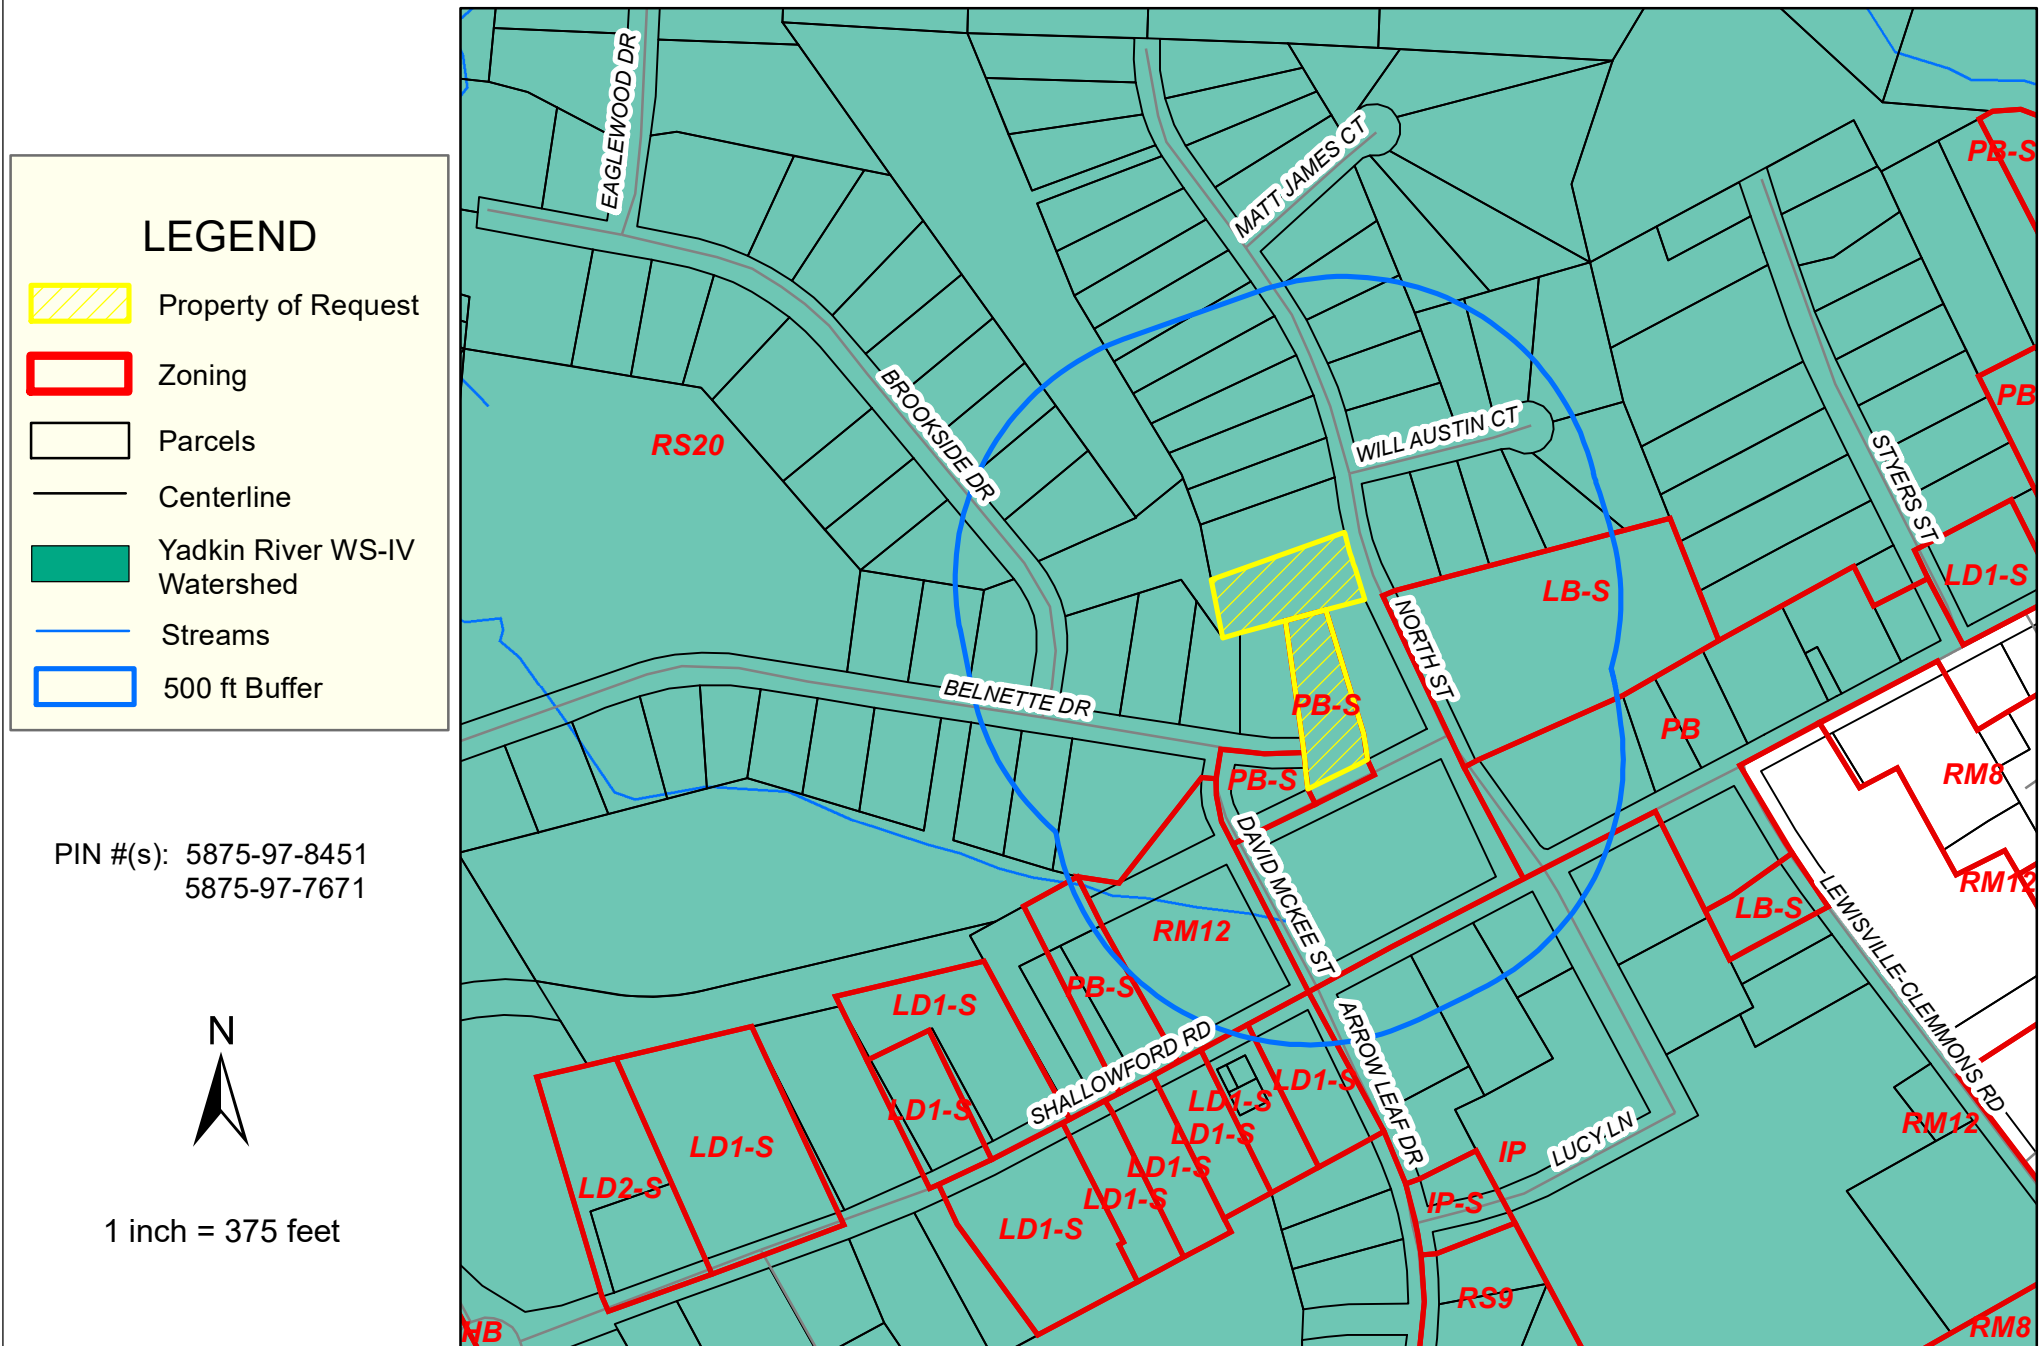 LEGEND
Property of Request
Zoning
Parcels
Centerline
Yadkin River WS-IV
Watershed
Streams
500 ft Buffer
PIN #(s): 5875-97-8451
5875-97-7671
N
1 inch = 375 feet
EAGLEWOOD DR
MATT JAMES CT
PB-S
BROOKSIDE DR
RS20
WILL AUSTIN CT
PB
STYERS ST
LD1-S
LB-S
NORTH ST
BELNETTE DR
PB-S
PB
PB-S
RM8
DAVID MCKEE ST
RM12
LB-S
LEWISVILLE-CLEMMONS RD
RM12
PB-S
LD1-S
SHALLOWFORD RD
ARROW LEAF DR
LD1-S
LD1-S
LD1-S
LD1-S
LD1-S
LD1-S
LD1-S
LD1-S
LD2-S
RM12
IP
LUCY LN
IP-S
RS9
HB
RM8